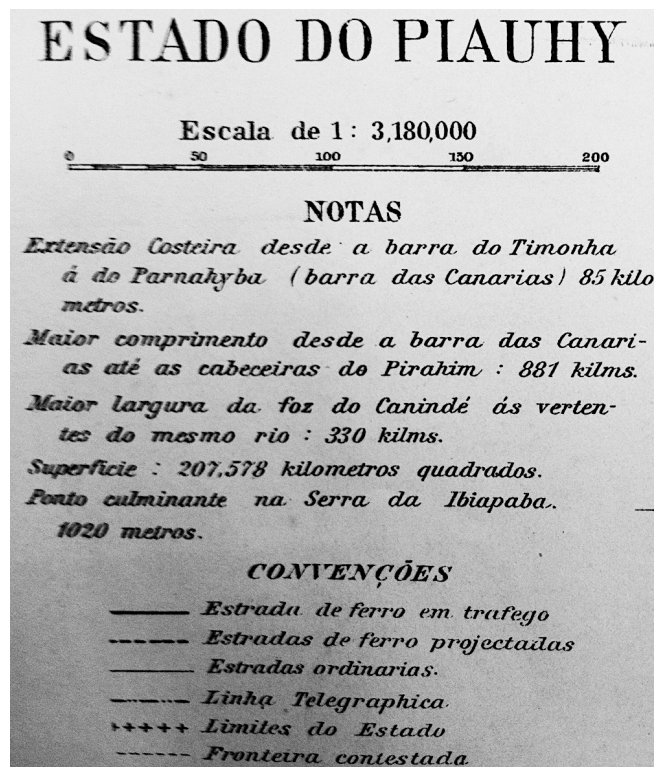 ESTADO DO PIAUHY
Escala de 1: 3,180,000
0 50 100 150 200
NOTAS
Extensão Costeira desde a barra do Timonha
á do Parnahyba (barra das Canarias) 85 kilo
metros.
Maior comprimento desde a barra das Canari-
as até as cabeceiras do Pirahim : 881 kilms.
Maior largura da foz do Canindé ás verten-
tes do mesmo rio : 330 kilms.
Superficie : 207,578 kilometros quadrados.
Ponto culminante na Serra da Ibiapaba.
1020 metros.
CONVENÇÕES
Estrada de ferro em trafego
Estradas de ferro projectadas
Estradas ordinarias.
Linha Telegraphica.
Limites do Estado
Fronteira contestada